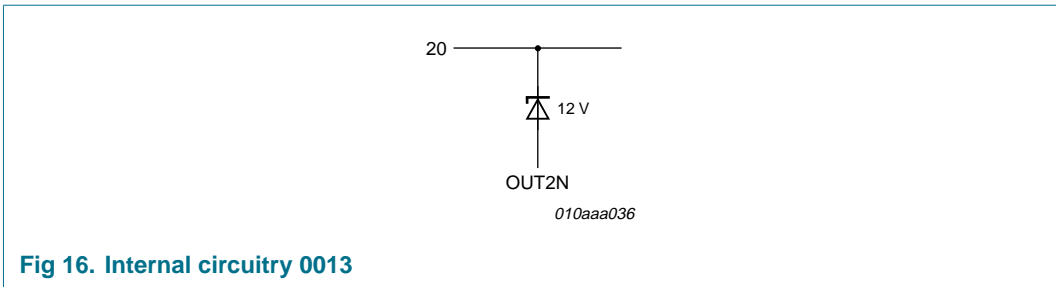 20
12 V
OUT2N
010aaa036
Fig 16. Internal circuitry 0013